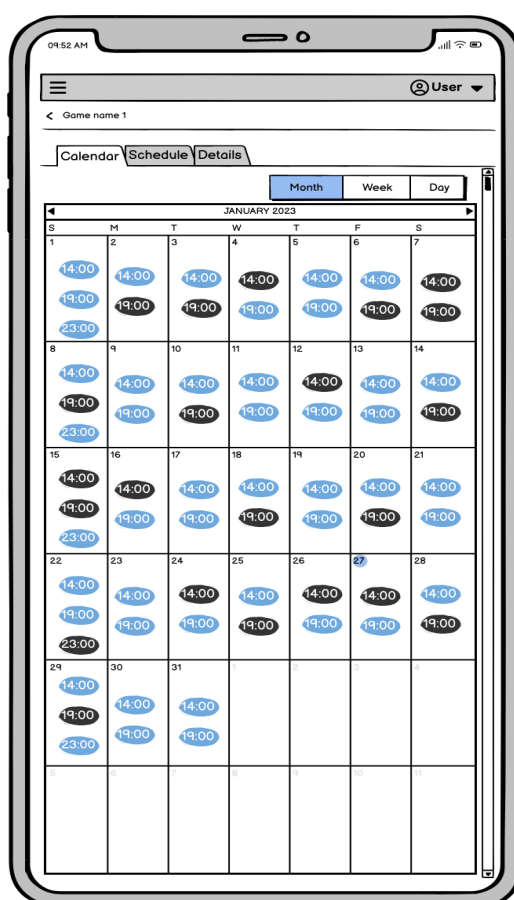 09:52 AM
User
Game name 1
Calendar Schedule Details
Month Week Day
JANUARY 2023
S M T W T F S
1 2 3 4 5 6 7
14:00 14:00 14:00 14:00 14:00 14:00 14:00
19:00 19:00 19:00 19:00 19:00 19:00 19:00
23:00
8 9 10 11 12 13 14
14:00 14:00 14:00 14:00 14:00 14:00 14:00
19:00 19:00 19:00 19:00 19:00 19:00 19:00
23:00
15 16 17 18 19 20 21
14:00 14:00 14:00 14:00 14:00 14:00 14:00
19:00 19:00 19:00 19:00 19:00 19:00 19:00
23:00
22 23 24 25 26 27 28
14:00 14:00 14:00 14:00 14:00 14:00 14:00
19:00 19:00 19:00 19:00 19:00 19:00 19:00
23:00
29 30 31 1 2 3 4
14:00 14:00 14:00
19:00 19:00 19:00
23:00
5 6 7 8 9 10 11